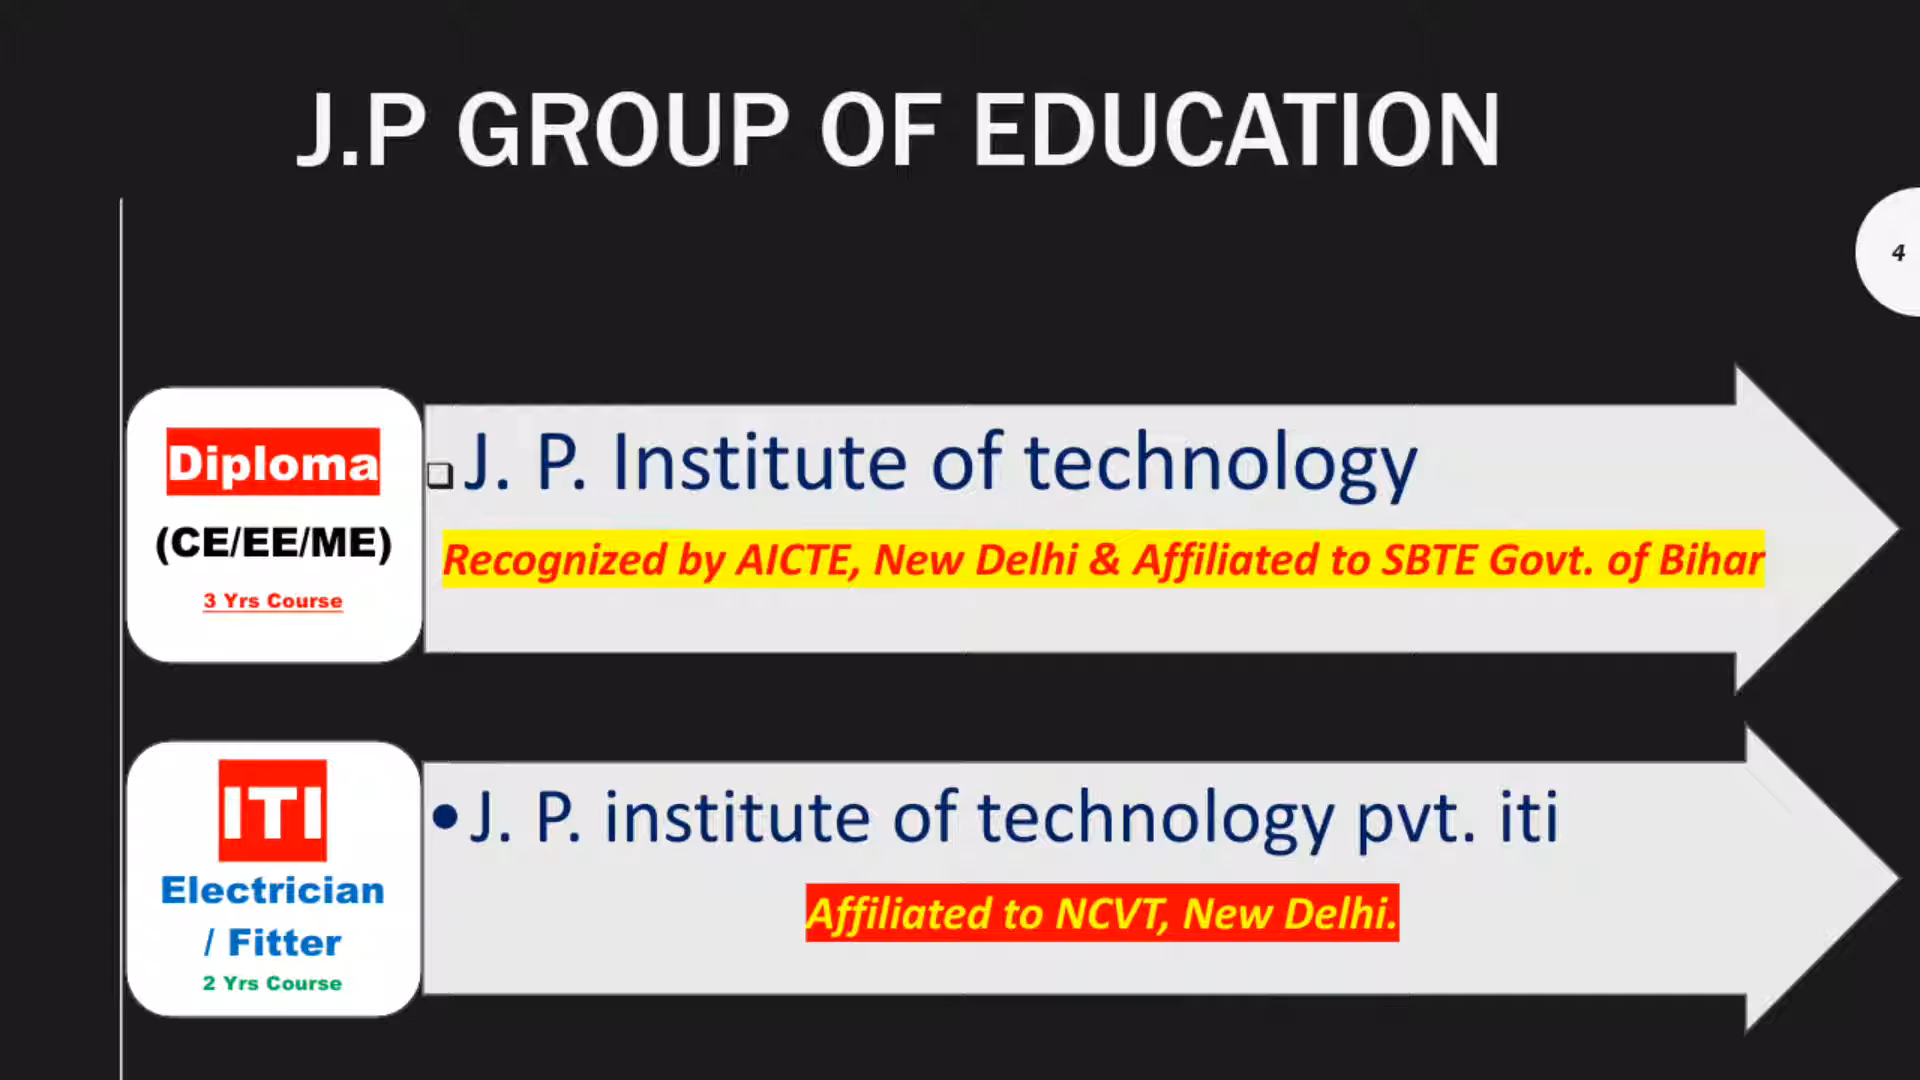 J.P GROUP OF EDUCATION
4
Diploma
(CE/EE/ME)
3 Yrs Course
J. P. Institute of technology
Recognized by AICTE, New Delhi & Affiliated to SBTE Govt. of Bihar
ITI
Electrician
/ Fitter
2 Yrs Course
•J. P. institute of technology pvt. iti
Affiliated to NCVT, New Delhi.